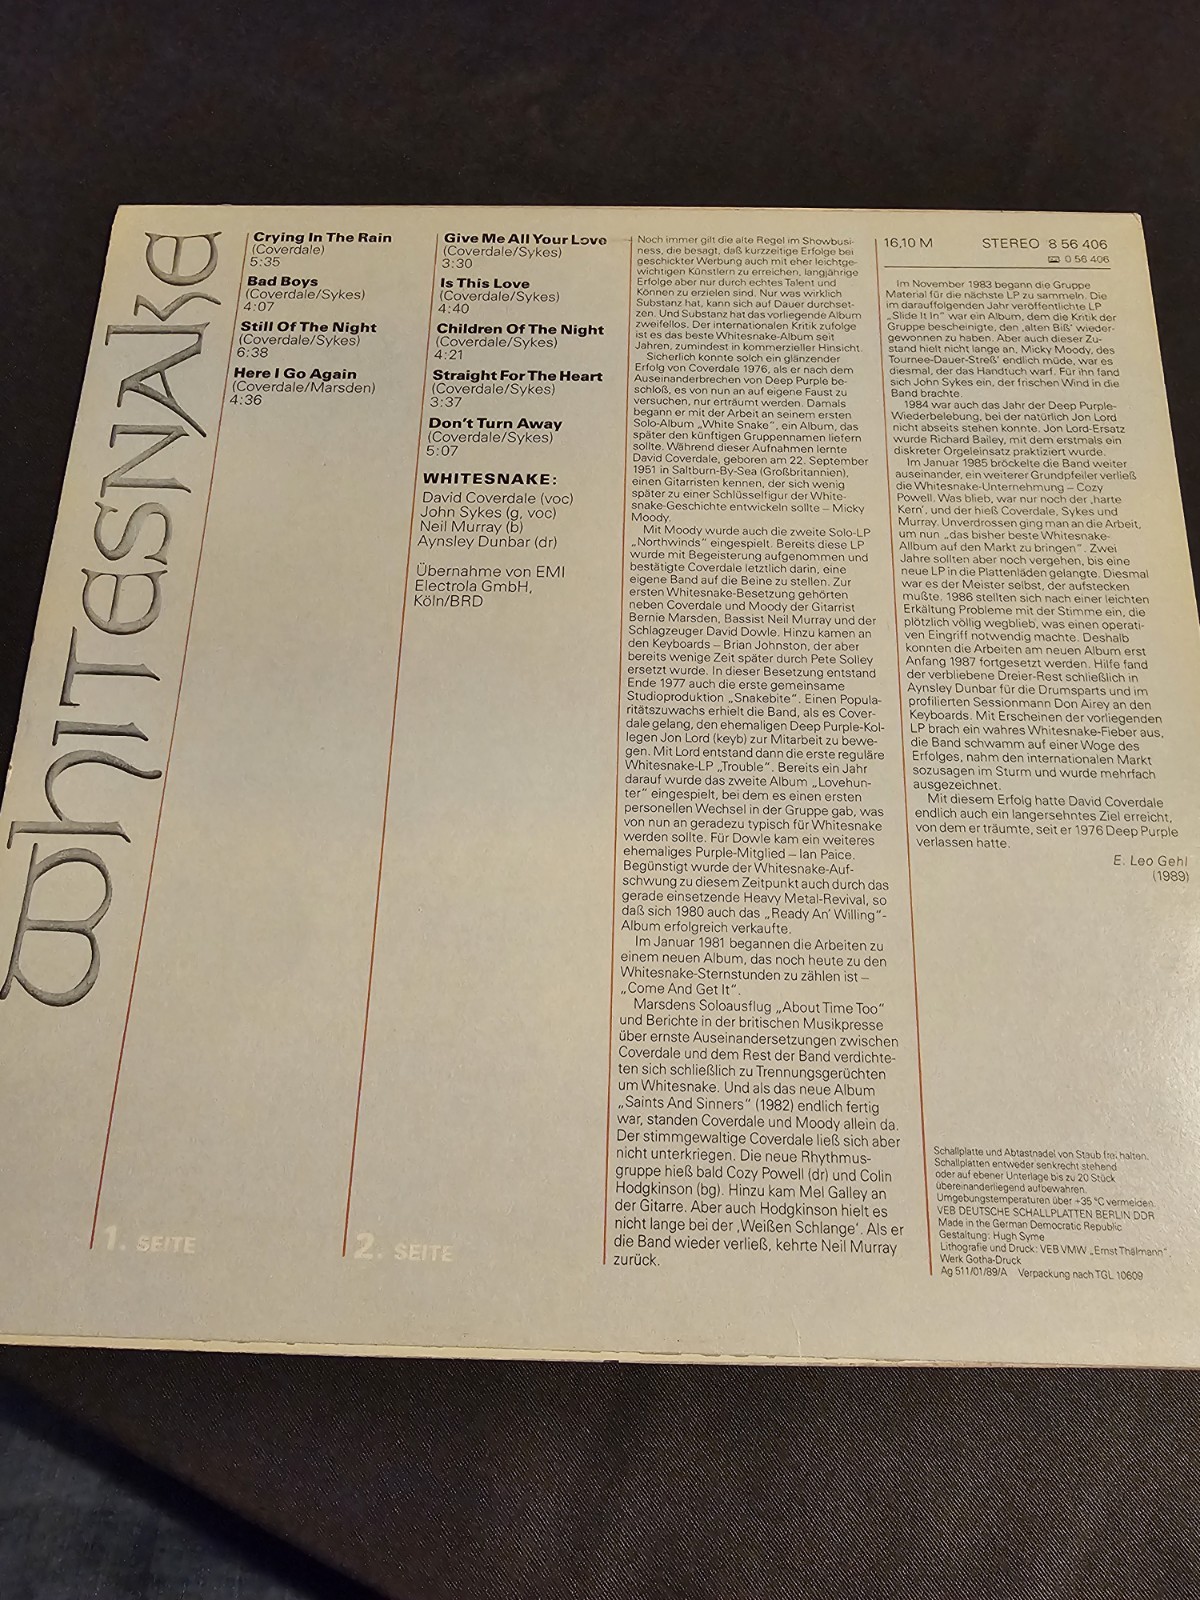 WHITESNAKE
Crying In The Rain
(Coverdale)
5:35
Bad Boys
(Coverdale/Sykes)
4:07
Still Of The Night
(Coverdale/Sykes)
6:38
Here I Go Again
(Coverdale/Marsden)
4:36
1. SEITE
Give Me All Your Love
(Coverdale/Sykes)
3:30
Is This Love
(Coverdale/Sykes)
4:40
Children Of The Night
(Coverdale/Sykes)
4:21
Straight For The Heart
(Coverdale/Sykes)
3:37
Don't Turn Away
(Coverdale/Sykes)
5:07
WHITESNAKE:
David Coverdale (voc)
John Sykes (g, voc)
Neil Murray (b)
Aynsley Dunbar (dr)
Übernahme von EMI
Electrola GmbH,
Köln/BRD
2. SEITE
Noch immer gilt die alte Regel im Showbusi-
ness, die besagt, daß kurzzeitige Erfolge bei
geschickter Werbung auch mit eher leichtge-
wichtigen Künstlern zu erreichen, langjährige
Erfolge aber nur durch echtes Talent und
Können zu erzielen sind. Nur was wirklich
Substanz hat, kann sich auf Dauer durchset-
zen. Und Substanz hat das vorliegende Album
zweifellos. Der internationalen Kritik zufolge
ist es das beste Whitesnake-Album seit
Jahren, zumindest in kommerzieller Hinsicht.
Sicherlich konnte solch ein glänzender
Erfolg von Coverdale 1976, als er nach dem
Auseinanderbrechen von Deep Purple be-
schloß, es von nun an auf eigene Faust zu
versuchen, nur erträumt werden. Damals
begann er mit der Arbeit an seinem ersten
Solo-Album „White Snake", ein Album, das
später den künftigen Gruppennamen liefern
sollte. Während dieser Aufnahmen lernte
David Coverdale, geboren am 22. September
1951 in Saltburn-By-Sea (Großbritannien),
einen Gitarristen kennen, der sich wenig
später zu einer Schlüsselfigur der White-
snake-Geschichte entwickeln sollte – Micky
Moody.
Mit Moody wurde auch die zweite Solo-LP
„Northwinds" eingespielt. Bereits diese LP
wurde mit Begeisterung aufgenommen und
bestätigte Coverdale letztlich darin, eine
eigene Band auf die Beine zu stellen. Zur
ersten Whitesnake-Besetzung gehörten
neben Coverdale und Moody der Gitarrist
Bernie Marsden, Bassist Neil Murray und der
Schlagzeuger David Dowle. Hinzu kamen an
den Keyboards – Brian Johnston, der aber
bereits wenige Zeit später durch Pete Solley
ersetzt wurde. In dieser Besetzung entstand
Ende 1977 auch die erste gemeinsame
Studioproduktion „Snakebite". Einen Popula-
ritätszuwachs erhielt die Band, als es Cover-
dale gelang, den ehemaligen Deep Purple-Kol-
legen Jon Lord (keyb) zur Mitarbeit zu bewe-
gen. Mit Lord entstand dann die erste reguläre
Whitesnake-LP „Trouble". Bereits ein Jahr
darauf wurde das zweite Album „Lovehun-
ter" eingespielt, bei dem es einen ersten
personellen Wechsel in der Gruppe gab, was
von nun an geradezu typisch für Whitesnake
werden sollte. Für Dowle kam ein weiteres
ehemaliges Purple-Mitglied – Ian Paice.
Begünstigt wurde der Whitesnake-Auf-
schwung zu diesem Zeitpunkt auch durch das
gerade einsetzende Heavy Metal-Revival, so
daß sich 1980 auch das „Ready An' Willing"-
Album erfolgreich verkaufte.
Im Januar 1981 begannen die Arbeiten zu
einem neuen Album, das noch heute zu den
Whitesnake-Sternstunden zu zählen ist –
„Come And Get It".
Marsdens Soloausflug „About Time Too"
und Berichte in der britischen Musikpresse
über ernste Auseinandersetzungen zwischen
Coverdale und dem Rest der Band verdichte-
ten sich schließlich zu Trennungsgerüchten
um Whitesnake. Und als das neue Album
„Saints And Sinners" (1982) endlich fertig
war, standen Coverdale und Moody allein da.
Der stimmgewaltige Coverdale ließ sich aber
nicht unterkriegen. Die neue Rhythmus-
gruppe hieß bald Cozy Powell (dr) und Colin
Hodgkinson (bg). Hinzu kam Mel Galley an
der Gitarre. Aber auch Hodgkinson hielt es
nicht lange bei der ‚Weißen Schlange'. Als er
die Band wieder verließ, kehrte Neil Murray
zurück.
16,10 M STEREO 8 56 406
0 56 406
Im November 1983 begann die Gruppe
Material für die nächste LP zu sammeln. Die
im darauffolgenden Jahr veröffentlichte LP
„Slide It In" war ein Album, dem die Kritik der
Gruppe bescheinigte, den ‚alten Biß' wieder-
gewonnen zu haben. Aber auch dieser Zu-
stand hielt nicht lange an, Micky Moody, des
Tournee-Dauer-Streß' endlich müde, war es
diesmal, der das Handtuch warf. Für ihn fand
sich John Sykes ein, der frischen Wind in die
Band brachte.
1984 war auch das Jahr der Deep Purple-
Wiederbelebung, bei der natürlich Jon Lord
nicht abseits stehen konnte. Jon Lord-Ersatz
wurde Richard Bailey, mit dem erstmals ein
diskreter Orgeleinsatz praktiziert wurde.
Im Januar 1985 bröckelte die Band weiter
auseinander, ein weiterer Grundpfeiler verließ
die Whitesnake-Unternehmung – Cozy
Powell. Was blieb, war nur noch der ‚harte
Kern', und der hieß Coverdale, Sykes und
Murray. Unverdrossen ging man an die Arbeit,
um nun „das bisher beste Whitesnake-
Allbum auf den Markt zu bringen". Zwei
Jahre sollten aber noch vergehen, bis eine
neue LP in die Plattenläden gelangte. Diesmal
war es der Meister selbst, der aufstecken
mußte. 1986 stellten sich nach einer leichten
Erkältung Probleme mit der Stimme ein, die
plötzlich völlig wegblieb, was einen operati-
ven Eingriff notwendig machte. Deshalb
konnten die Arbeiten am neuen Album erst
Anfang 1987 fortgesetzt werden. Hilfe fand
der verbliebene Dreier-Rest schließlich in
Aynsley Dunbar für die Drumsparts und im
profilierten Sessionmann Don Airey an den
Keyboards. Mit Erscheinen der vorliegenden
LP brach ein wahres Whitesnake-Fieber aus,
die Band schwamm auf einer Woge des
Erfolges, nahm den internationalen Markt
sozusagen im Sturm und wurde mehrfach
ausgezeichnet.
Mit diesem Erfolg hatte David Coverdale
endlich auch ein langersehntes Ziel erreicht,
von dem er träumte, seit er 1976 Deep Purple
verlassen hatte.
E. Leo Gehl
(1989)
Schallplatte und Abtastnadel von Staub frei halten.
Schallplatten entweder senkrecht stehend
oder auf ebener Unterlage bis zu 20 Stück
übereinanderliegend aufbewahren.
Umgebungstemperaturen über +35 °C vermeiden.
VEB DEUTSCHE SCHALLPLATTEN BERLIN DDR
Made in the German Democratic Republic
Gestaltung: Hugh Syme
Lithografie und Druck: VEB VMW „Ernst Thälmann",
Werk Gotha-Druck
Ag 511/01/89/A Verpackung nach TGL 10609